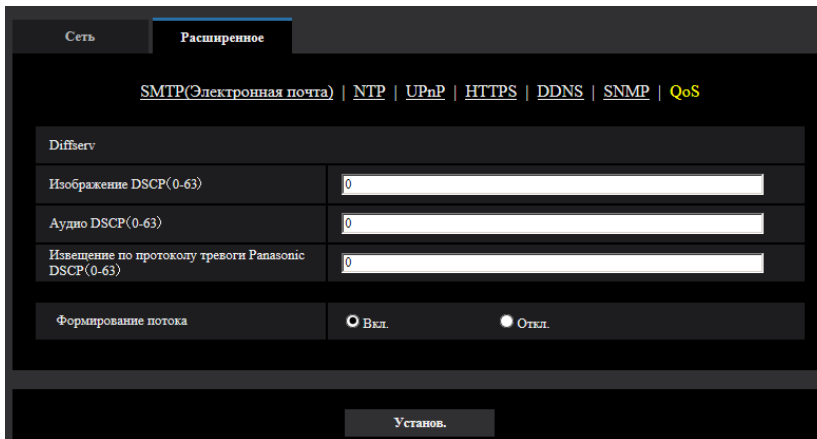 Сеть Расширенное
SMTP(Электронная почта) | NTP | UPnP | HTTPS | DDNS | SNMP | QoS
Diffserv
Изображение DSCP(0-63) 0
Аудио DSCP(0-63) 0
Извещение по протоколу тревоги Panasonic
DSCP(0-63) 0
Формирование потока Вкл. Откл.
Установ.